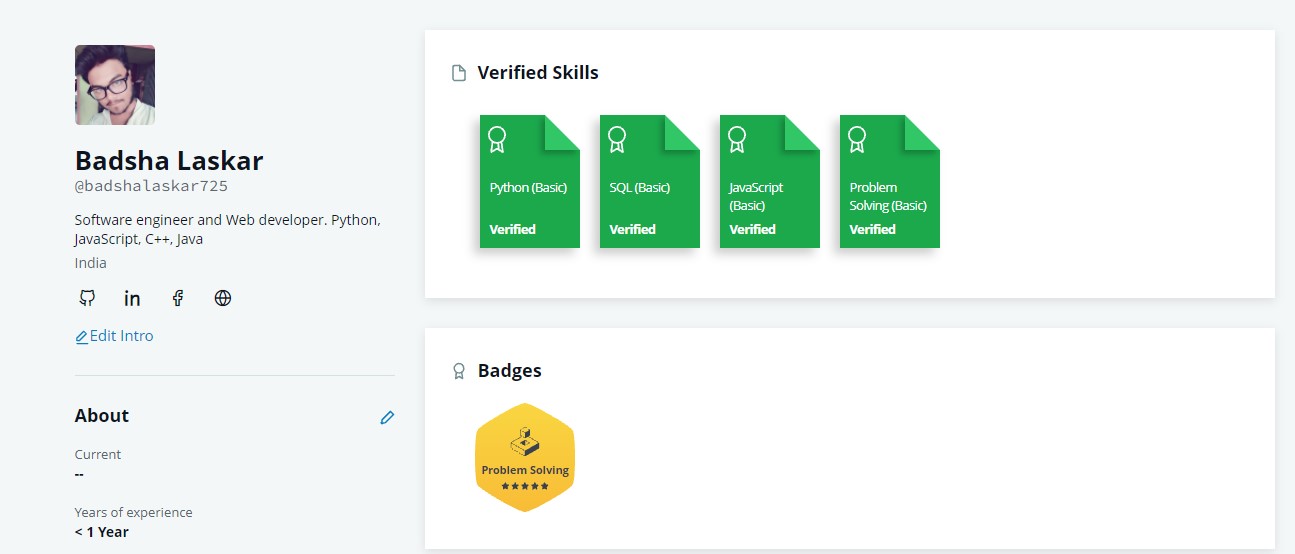 Badsha Laskar
@badshalaskar725
Software engineer and Web developer. Python,
JavaScript, C++, Java
India
in
Edit Intro
About
Current
--
Years of experience
< 1 Year
Verified Skills
Python (Basic)
Verified
SQL (Basic)
Verified
JavaScript
(Basic)
Verified
Problem
Solving (Basic)
Verified
Badges
Problem Solving